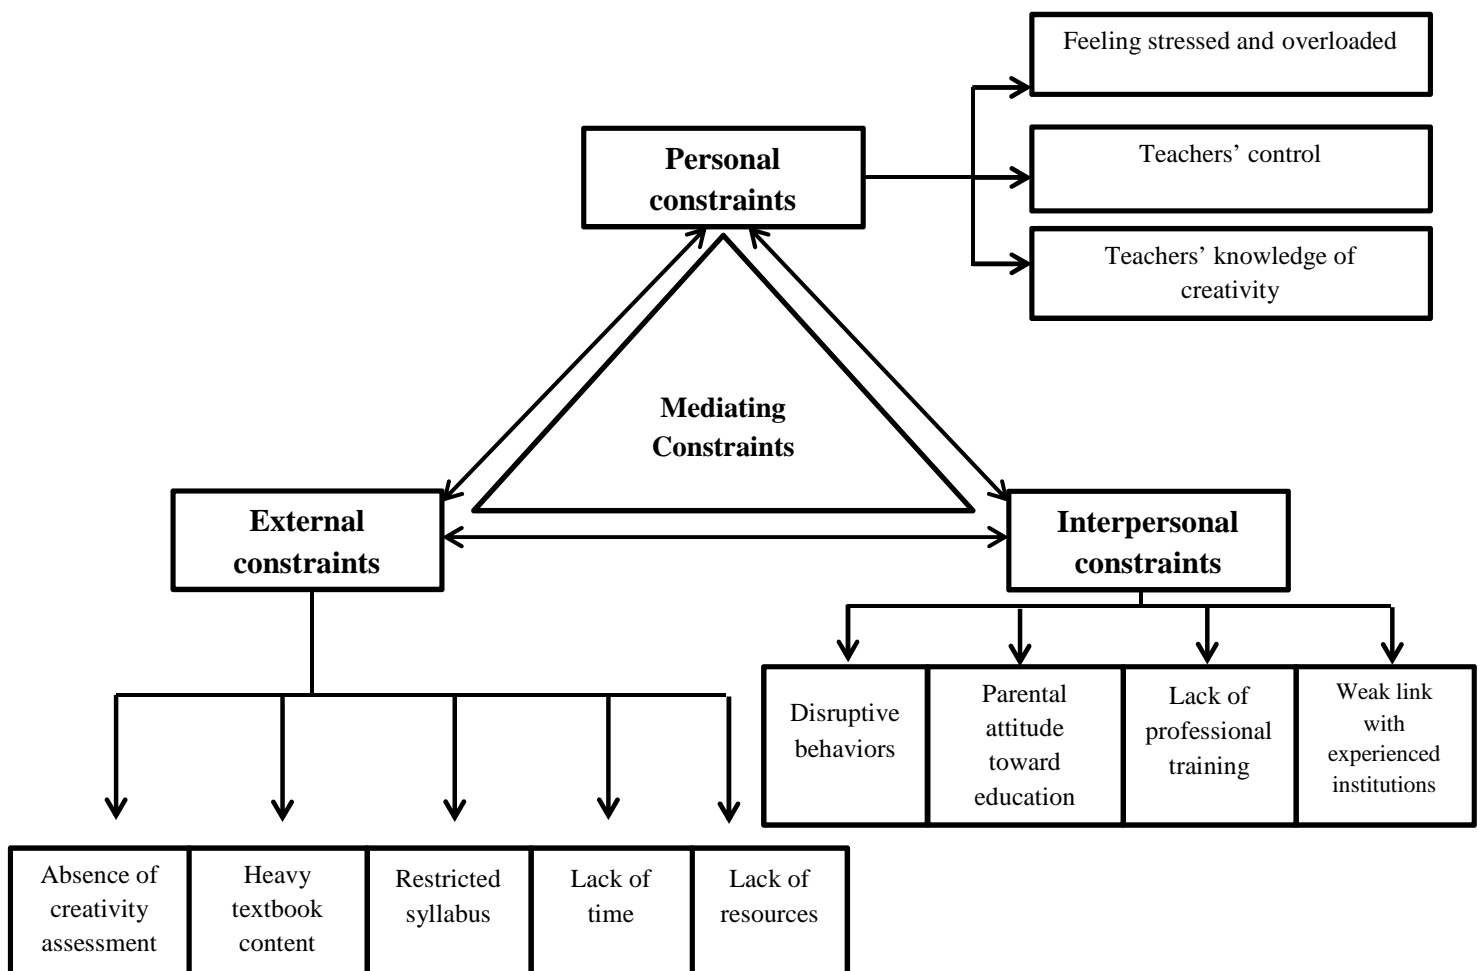 Feeling stressed and overloaded
Personal
constraints
Teachers’ control
Teachers’ knowledge of
creativity
Mediating
Constraints
External
constraints
Interpersonal
constraints
Disruptive
behaviors
Parental
attitude
toward
education
Lack of
professional
training
Weak link
with
experienced
institutions
Absence of
creativity
assessment
Heavy
textbook
content
Restricted
syllabus
Lack of
time
Lack of
resources